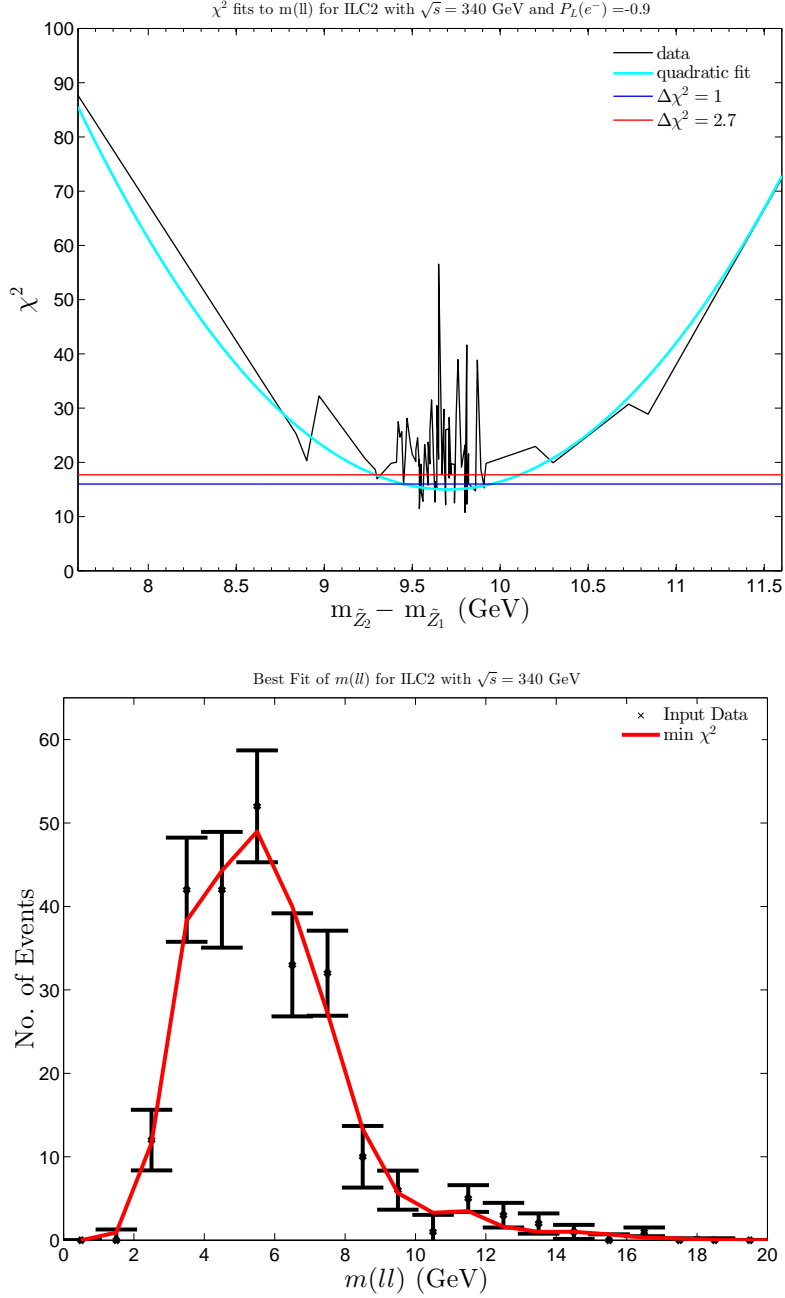 χ² fits to m(ll) for ILC2 with √s = 340 GeV and P_L(e⁻) =-0.9
100
90
80
70
60
50
40
30
20
10
0
χ²
data
quadratic fit
Δχ² = 1
Δχ² = 2.7
8 8.5 9 9.5 10 10.5 11 11.5
m_Z̃₂ − m_Z̃₁ (GeV)
Best Fit of m(ll) for ILC2 with √s = 340 GeV
60
50
40
30
20
10
0
No. of Events
Input Data
min χ²
0 2 4 6 8 10 12 14 16 18 20
m(ll) (GeV)